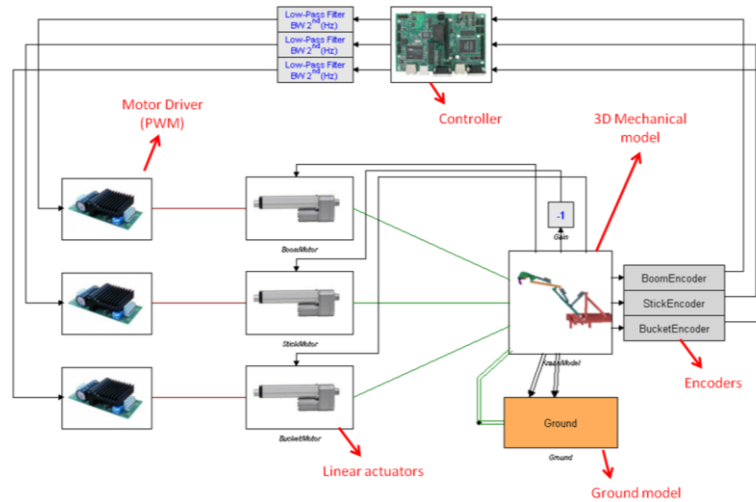 Low-Pass Filter
BW 2nd (Hz)
Low-Pass Filter
BW 2nd (Hz)
Low-Pass Filter
BW 2nd (Hz)
Controller
Motor Driver
(PWM)
3D Mechanical
model
-1
Gain
BoomMotor
BoomEncoder
StickEncoder
BucketEncoder
StickMotor
Encoders
Ground
Ground
BucketMotor
Linear actuators
Ground model